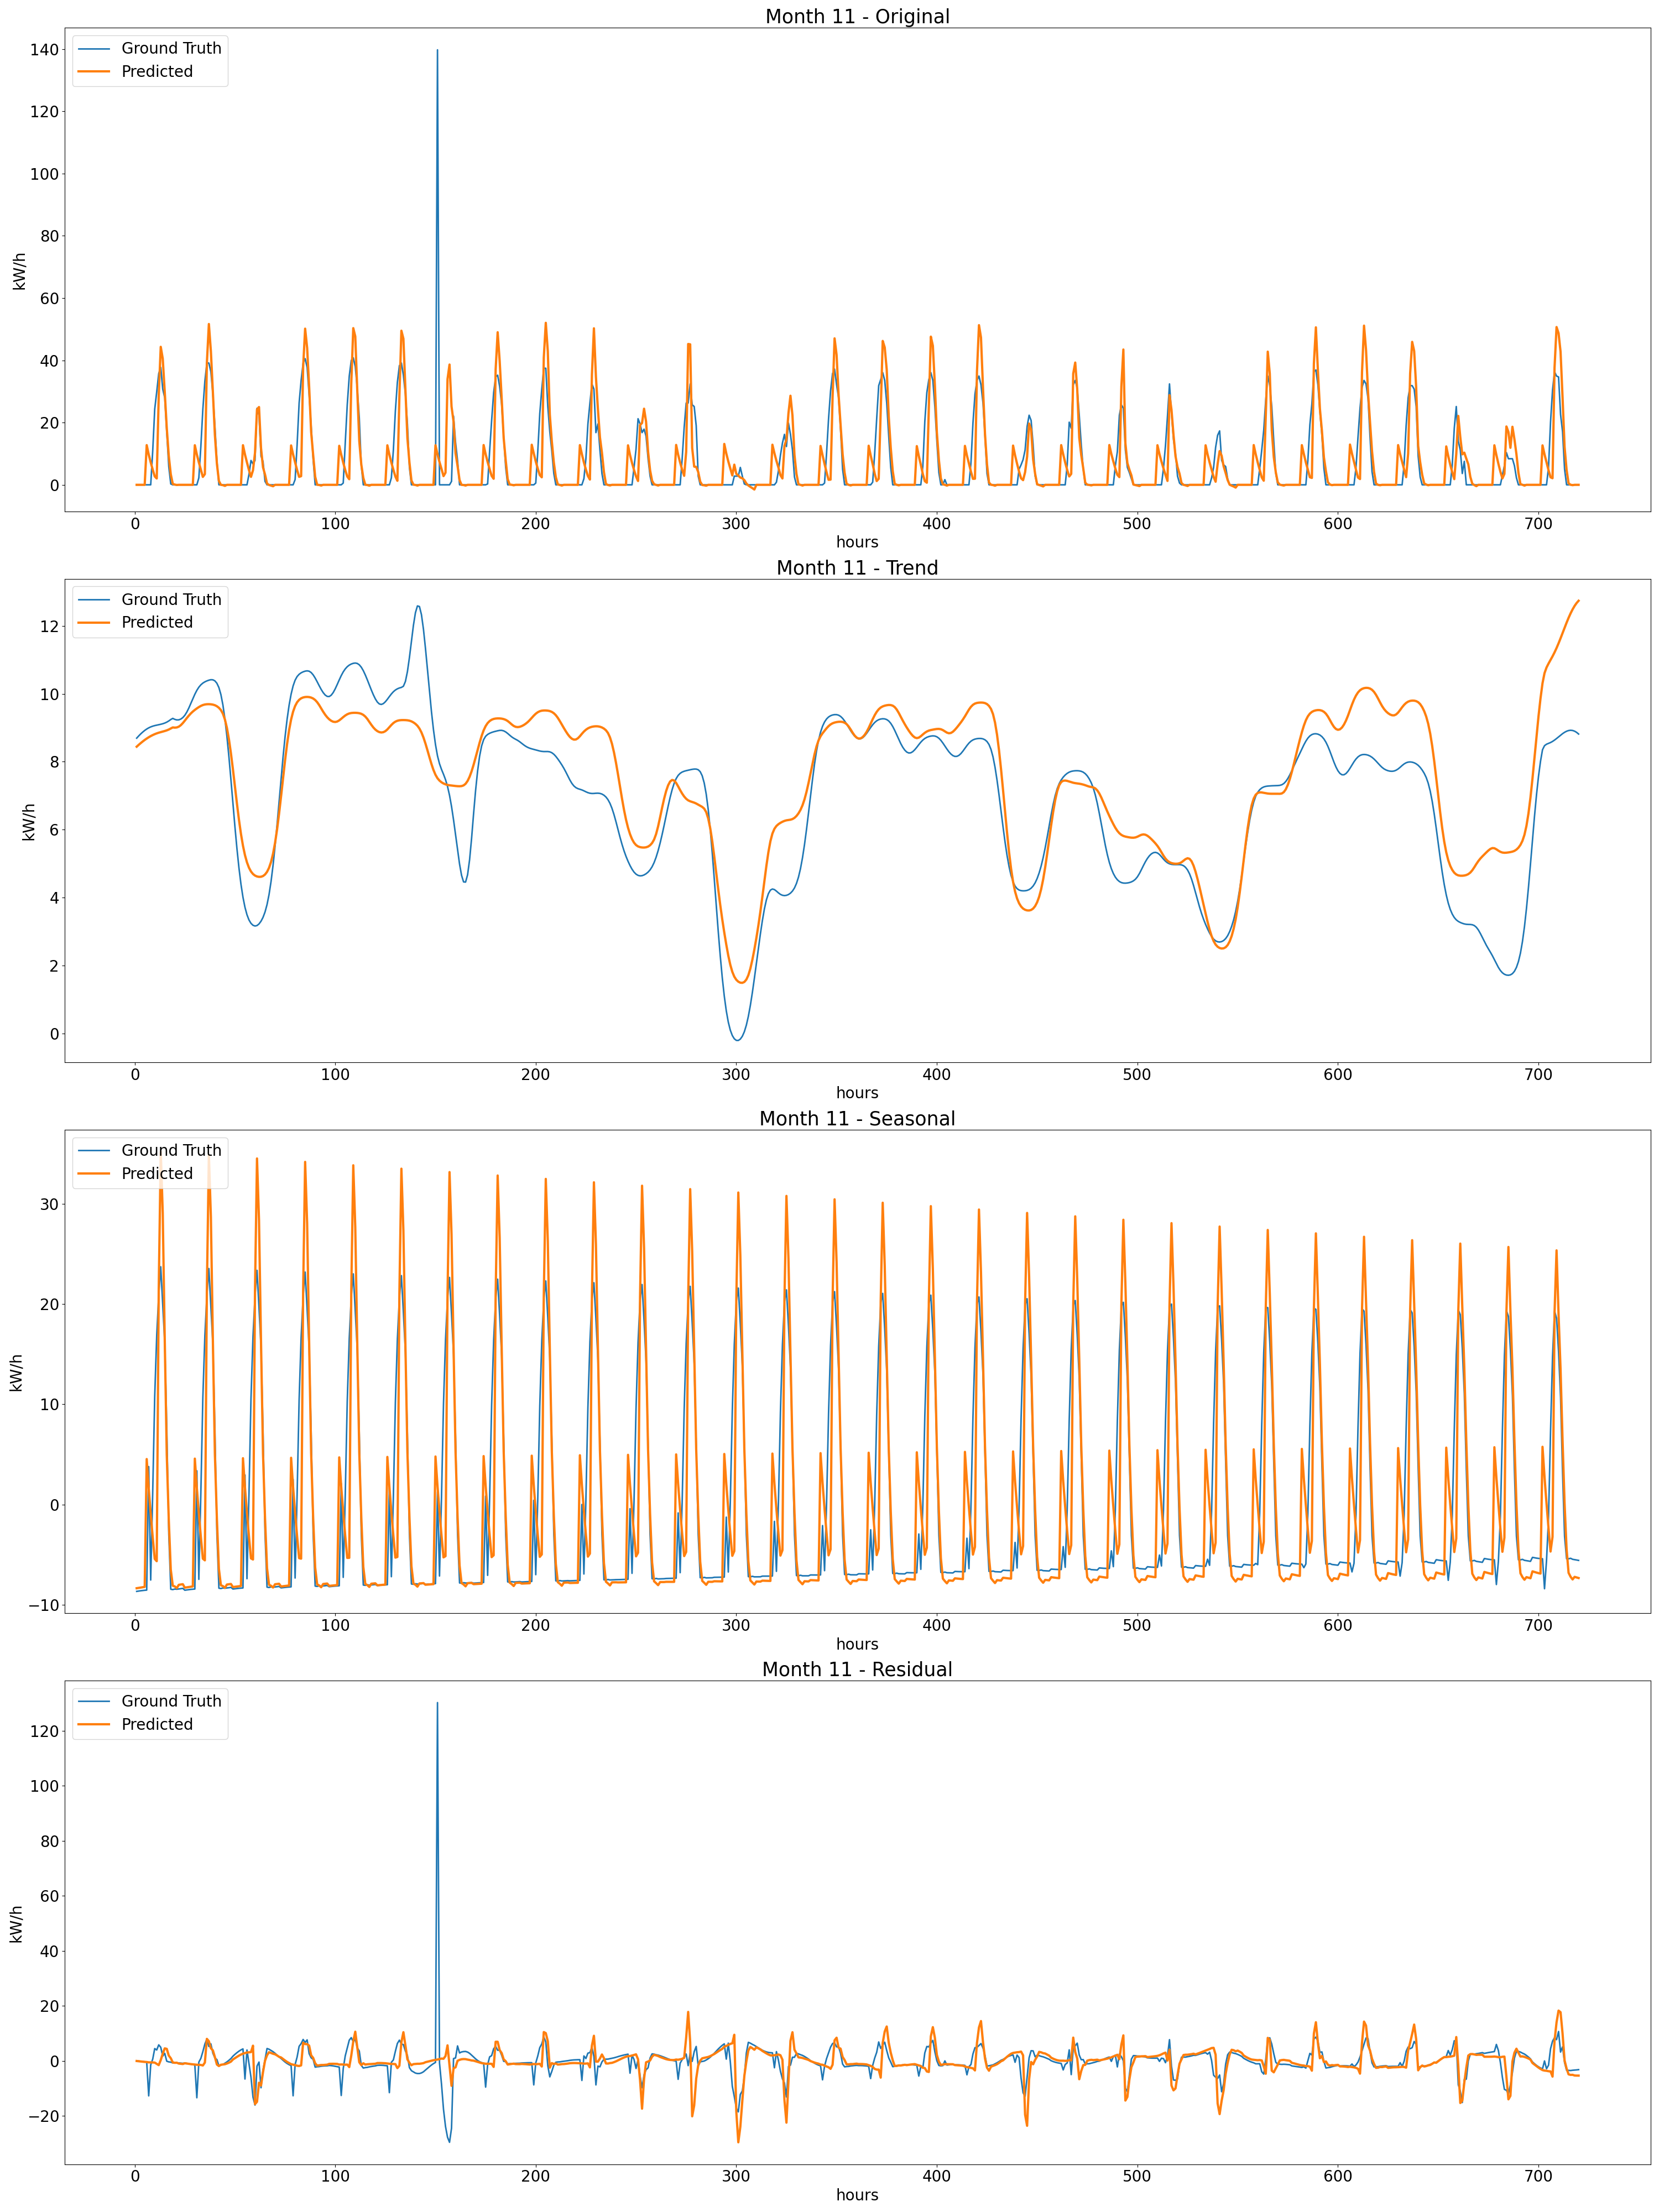 Month 11 - Original
Ground Truth
Predicted
kW/h
140
120
100
80
60
40
20
0
0 100 200 300 400 500 600 700
hours
Month 11 - Trend
Ground Truth
Predicted
kW/h
12
10
8
6
4
2
0
0 100 200 300 400 500 600 700
hours
Month 11 - Seasonal
Ground Truth
Predicted
kW/h
30
20
10
0
−10
0 100 200 300 400 500 600 700
hours
Month 11 - Residual
Ground Truth
Predicted
kW/h
120
100
80
60
40
20
0
−20
0 100 200 300 400 500 600 700
hours